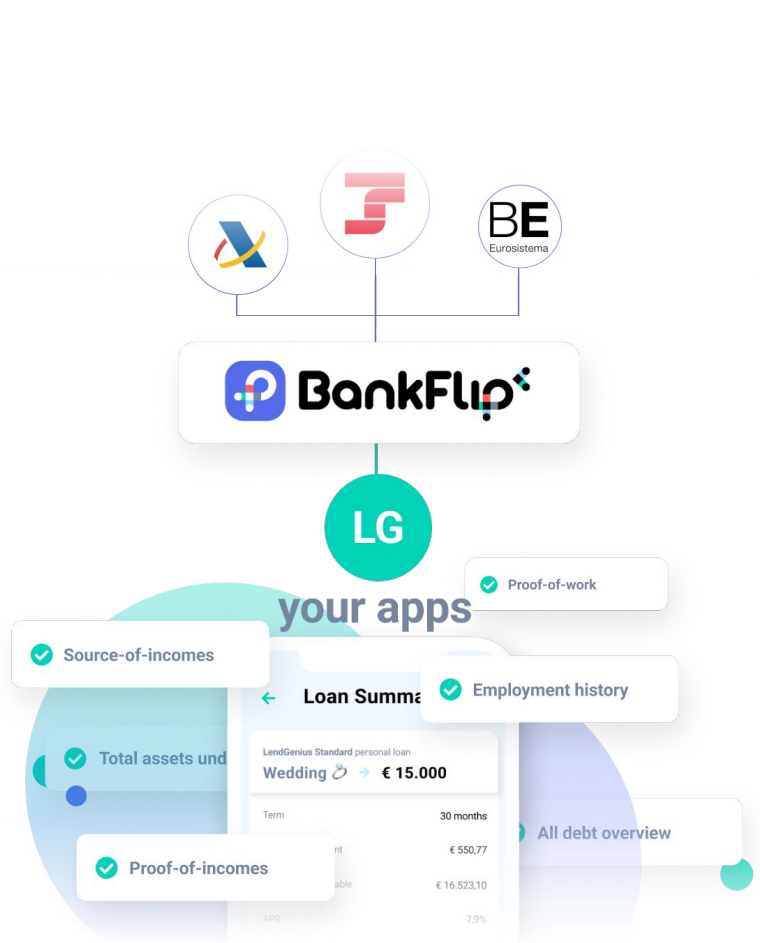 BE
Eurosistema
BankFlip
LG
your apps
Proof-of-work
Source-of-incomes
Loan Summa
Employment history
LendGenius Standard personal loan
Wedding → € 15.000
Total assets und
Term 30 months
All debt overview
nt € 550,77
Proof-of-incomes
able € 16.523,10
APR 7,9%